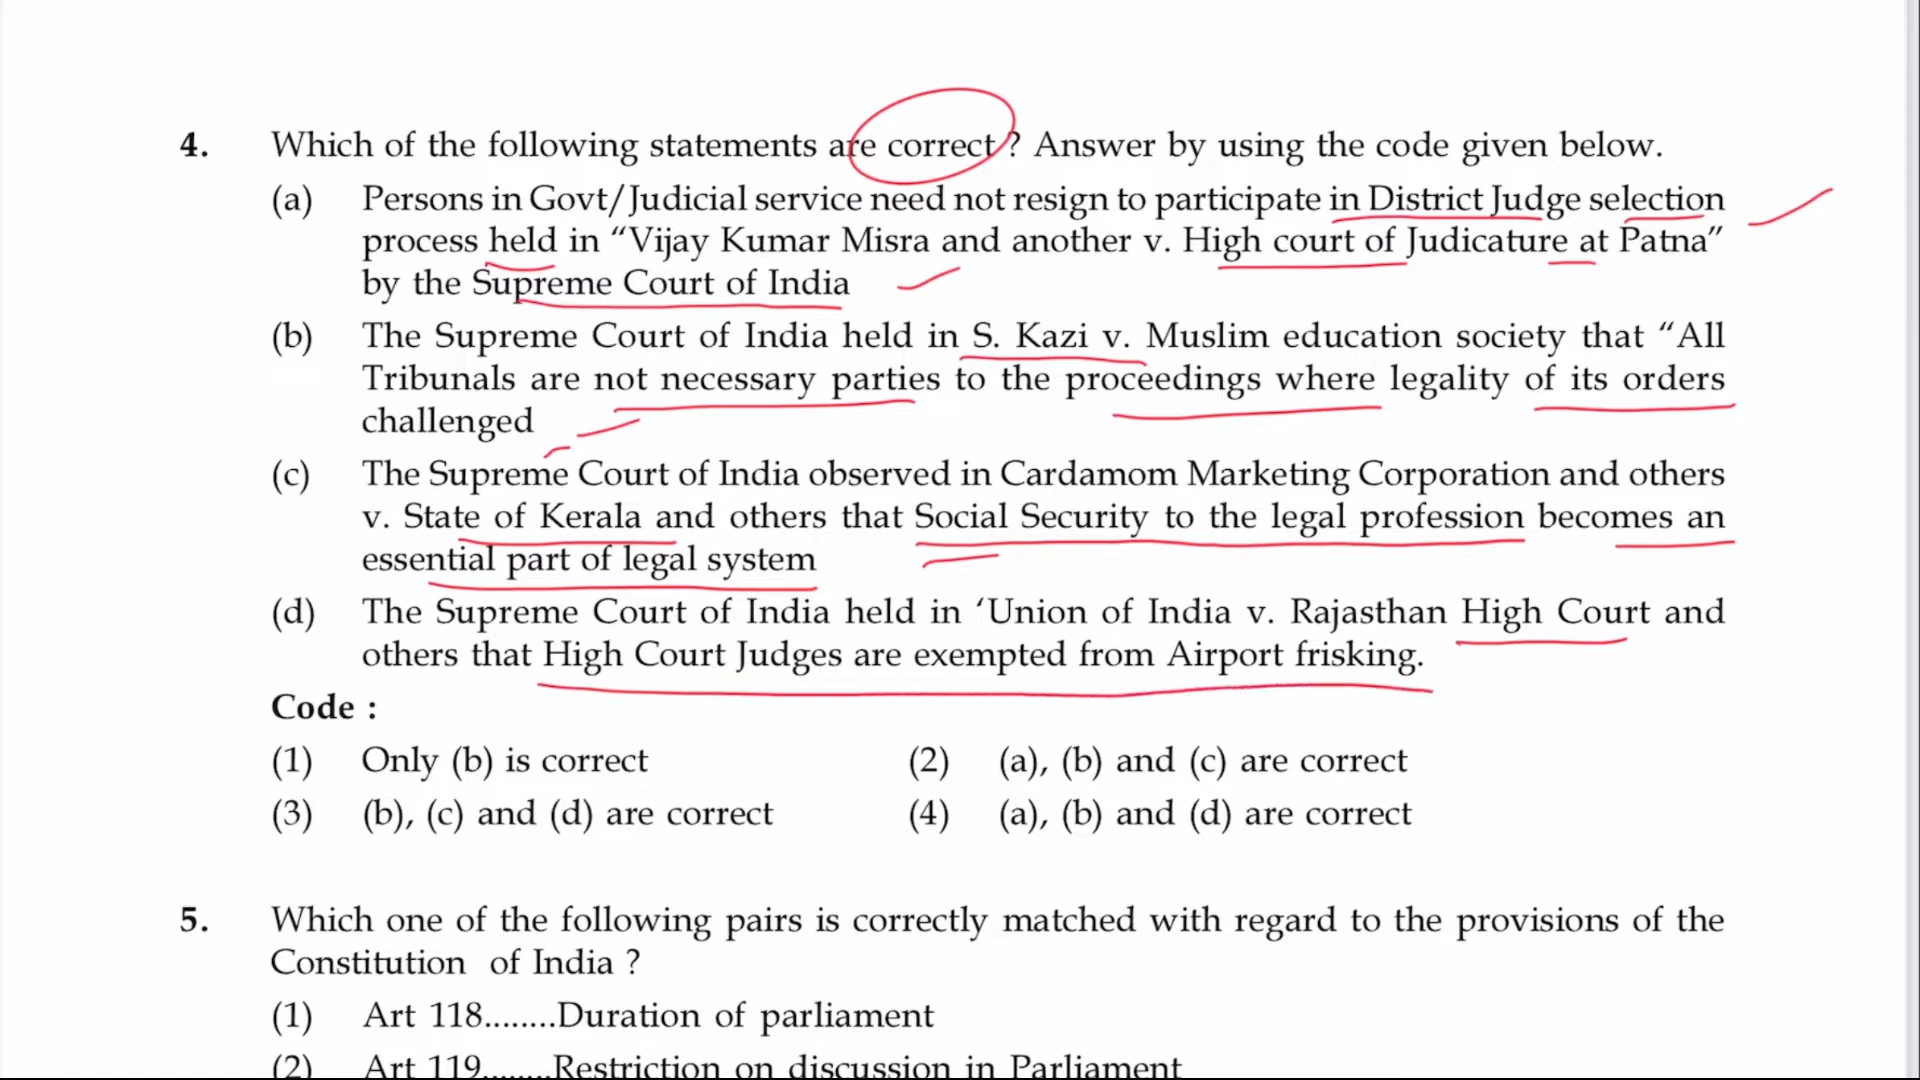 4. Which of the following statements are correct ? Answer by using the code given below.
(a) Persons in Govt/Judicial service need not resign to participate in District Judge selection
process held in “Vijay Kumar Misra and another v. High court of Judicature at Patna”
by the Supreme Court of India
(b) The Supreme Court of India held in S. Kazi v. Muslim education society that “All
Tribunals are not necessary parties to the proceedings where legality of its orders
challenged
(c) The Supreme Court of India observed in Cardamom Marketing Corporation and others
v. State of Kerala and others that Social Security to the legal profession becomes an
essential part of legal system
(d) The Supreme Court of India held in ‘Union of India v. Rajasthan High Court and
others that High Court Judges are exempted from Airport frisking.
Code :
(1) Only (b) is correct (2) (a), (b) and (c) are correct
(3) (b), (c) and (d) are correct (4) (a), (b) and (d) are correct
5. Which one of the following pairs is correctly matched with regard to the provisions of the
Constitution of India ?
(1) Art 118........Duration of parliament
(2) Art 119........Restriction on discussion in Parliament